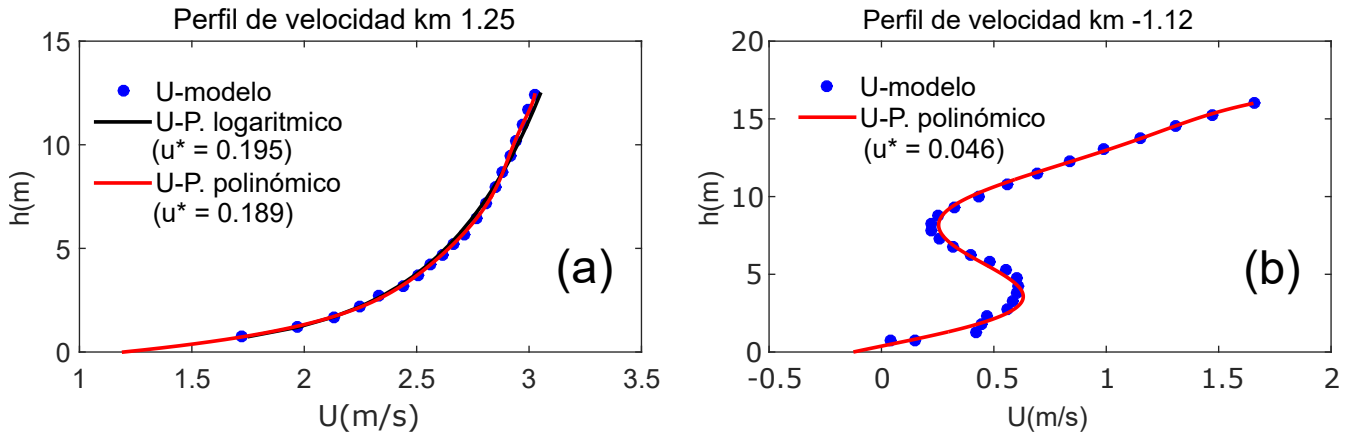 Perfil de velocidad km 1.25
15
10
5
0
h(m)
U-modelo
U-P. logaritmico
(u* = 0.195)
U-P. polinómico
(u* = 0.189)
(a)
1
1.5
2
2.5
3
3.5
U(m/s)
Perfil de velocidad km -1.12
20
15
10
5
0
h(m)
U-modelo
U-P. polinómico
(u* = 0.046)
(b)
-0.5
0
0.5
1
1.5
2
U(m/s)